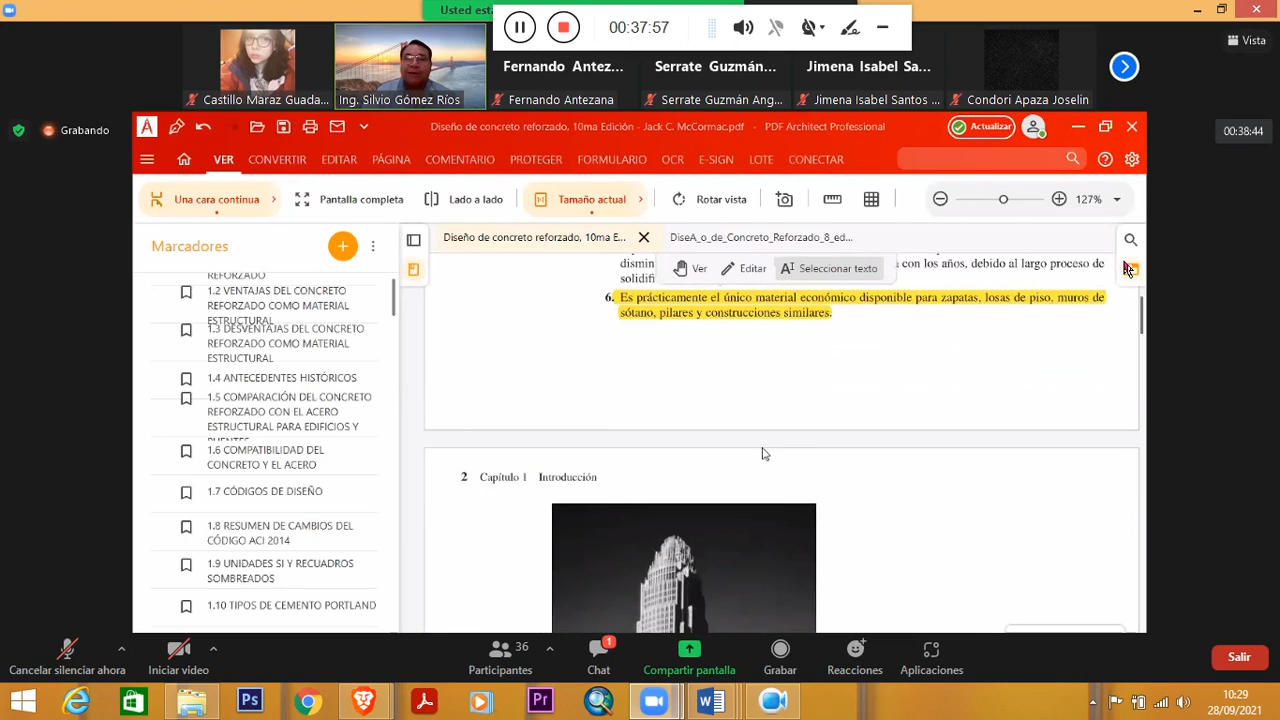 Usted est
00:37:57
Vista
Fernando Antezа...
Serrate Guzmán...
Jimena Isabel Sa...
Castillo Maraz Guada...
Ing. Silvio Gómez Ríos
Fernando Antezana
Serrate Guzmán Ang...
Jimena Isabel Santos ...
Condori Apaza Joselin
Grabando
00:38:44
Diseño de concreto reforzado, 10ma Edición - Jack C. McCormac.pdf - PDF Architect Professional
Actualizar
VER CONVERTIR EDITAR PÁGINA COMENTARIO PROTEGER FORMULARIO OCR E-SIGN LOTE CONECTAR
Una cara continua
Pantalla completa
Lado a lado
Tamaño actual
Rotar vista
127%
Marcadores
Diseño de concreto reforzado, 10ma E...
DiseA_o_de_Concreto_Reforzado_8_ed...
Ver
Editar
Seleccionar texto
dismin
a con los años, debido al largo proceso de
solidifi
6. Es prácticamente el único material económico disponible para zapatas, losas de piso, muros de
sótano, pilares y construcciones similares.
2 Capítulo 1 Introducción
REFORZADO
1.2 VENTAJAS DEL CONCRETO
REFORZADO COMO MATERIAL
ESTRUCTURAL
1.3 DESVENTAJAS DEL CONCRETO
REFORZADO COMO MATERIAL
ESTRUCTURAL
1.4 ANTECEDENTES HISTÓRICOS
1.5 COMPARACIÓN DEL CONCRETO
REFORZADO CON EL ACERO
ESTRUCTURAL PARA EDIFICIOS Y
PUENTES
1.6 COMPATIBILIDAD DEL
CONCRETO Y EL ACERO
1.7 CÓDIGOS DE DISEÑO
1.8 RESUMEN DE CAMBIOS DEL
CÓDIGO ACI 2014
1.9 UNIDADES SI Y RECUADROS
SOMBREADOS
1.10 TIPOS DE CEMENTO PORTLAND
Cancelar silenciar ahora
Iniciar video
36
Participantes
1
Chat
Compartir pantalla
Grabar
Reacciones
Aplicaciones
Salir
Ps
Pr
10:29
28/09/2021